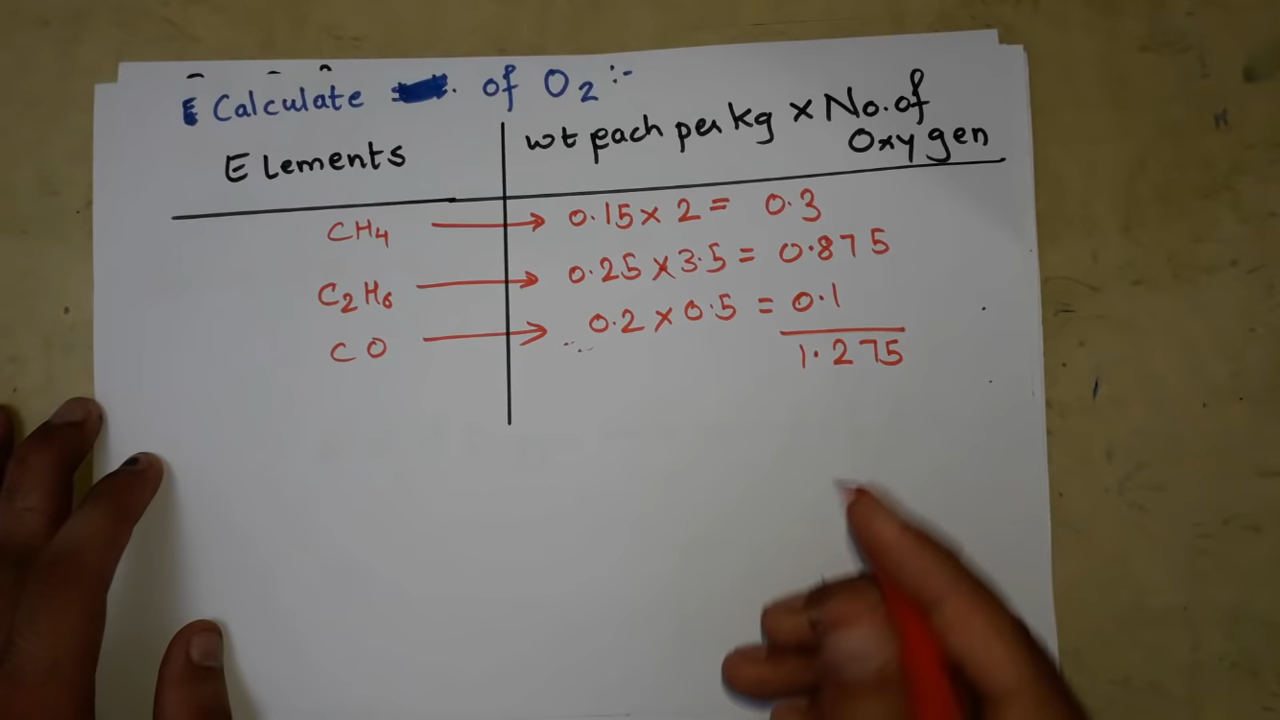 Calculate of O2:-
Elements
wt each per kg × No. of Oxygen
CH4 → 0.15 × 2 = 0.3
C2H6 → 0.25 × 3.5 = 0.875
CO → 0.2 × 0.5 = 0.1
1.275